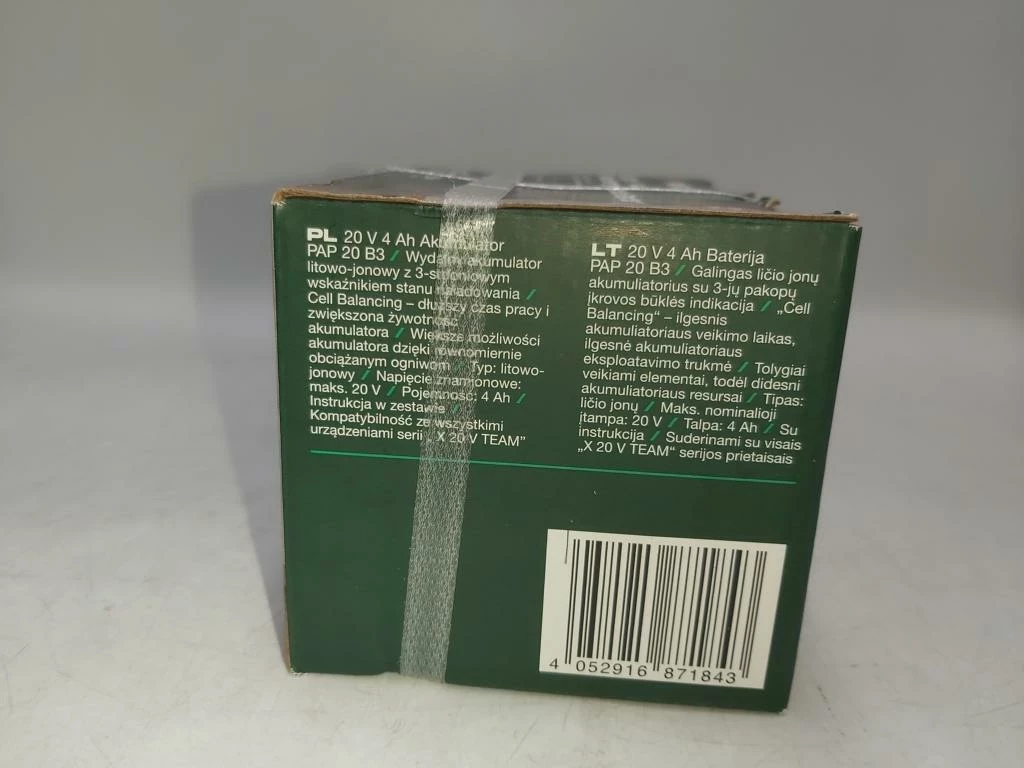 PL 20 V 4 Ah Akumulator
PAP 20 B3 / Wydajny akumulator
litowo-jonowy z 3-stopniowym
wskaźnikiem stanu naładowania /
Cell Balancing – dłuższy czas pracy i
zwiększona żywotność
akumulatora / Większe możliwości
akumulatora dzięki równomiernie
obciążanym ogniwom / Typ: litowo-
jonowy / Napięcie znamionowe:
maks. 20 V / Pojemność: 4 Ah /
Instrukcja w zestawie /
Kompatybilność ze wszystkimi
urządzeniami serii „X 20 V TEAM”
LT 20 V 4 Ah Baterija
PAP 20 B3 / Galingas ličio jonų
akumuliatorius su 3-jų pakopų
įkrovos būklės indikacija / „Cell
Balancing“ – ilgesnis
akumuliatoriaus veikimo laikas,
ilgesnė akumuliatoriaus
eksploatavimo trukmė / Tolygiai
veikiami elementai, todėl didesni
akumuliatoriaus resursai / Tipas:
ličio jonų / Maks. nominalioji
įtampa: 20 V / Talpa: 4 Ah / Su
instrukcija / Suderinami su visais
„X 20 V TEAM“ serijos prietaisais
4 052916 871843